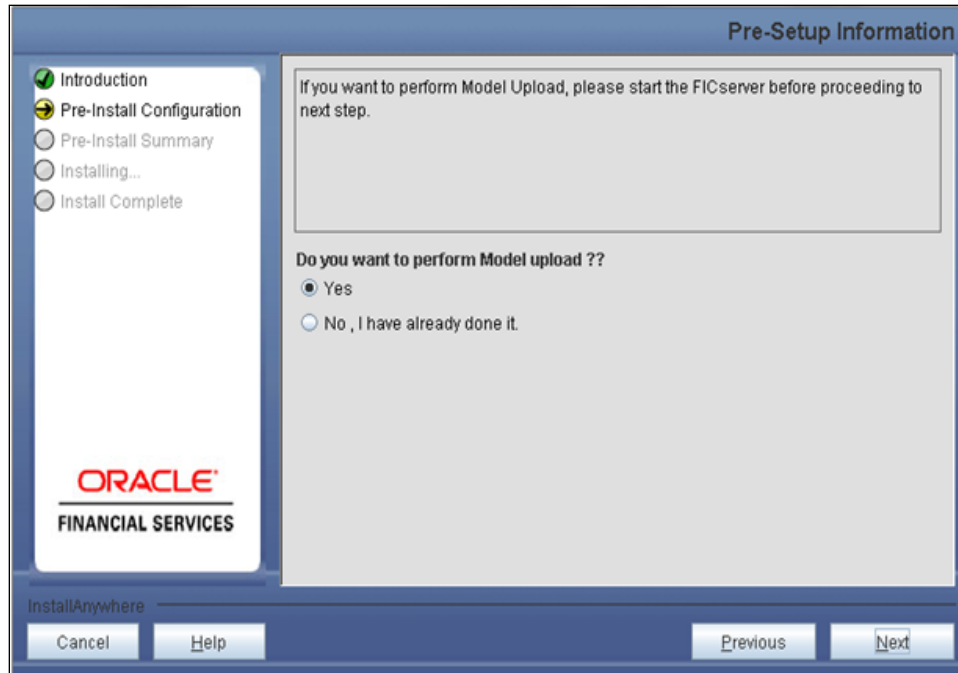 Pre-Setup Information
Introduction
Pre-Install Configuration
Pre-Install Summary
Installing...
Install Complete
If you want to perform Model Upload, please start the FICserver before proceeding to
next step.
Do you want to perform Model upload ??
Yes
No , I have already done it.
ORACLE
FINANCIAL SERVICES
InstallAnywhere
Cancel
Help
Previous
Next